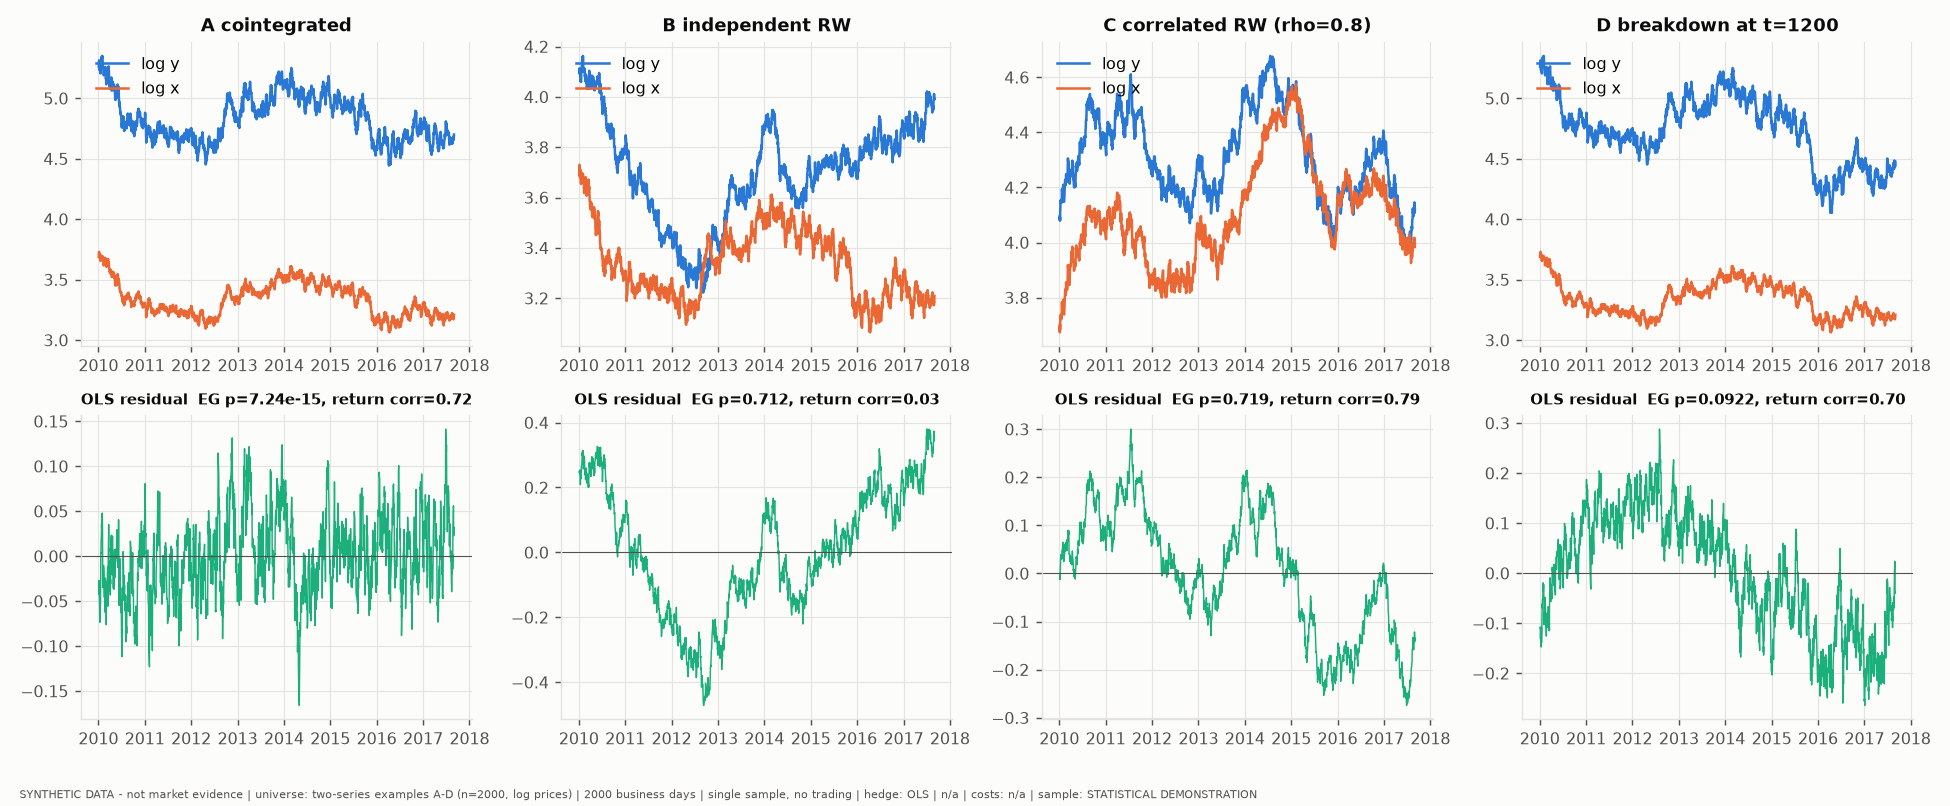 A cointegrated
B independent RW
C correlated RW (rho=0.8)
D breakdown at t=1200
log y
log x
5.0
4.5
4.0
3.5
3.0
2010 2011 2012 2013 2014 2015 2016 2017 2018
log y
log x
4.2
4.0
3.8
3.6
3.4
3.2
2010 2011 2012 2013 2014 2015 2016 2017 2018
log y
log x
4.6
4.4
4.2
4.0
3.8
2010 2011 2012 2013 2014 2015 2016 2017 2018
log y
log x
5.0
4.5
4.0
3.5
3.0
2010 2011 2012 2013 2014 2015 2016 2017 2018
OLS residual EG p=7.24e-15, return corr=0.72
0.15
0.10
0.05
0.00
−0.05
−0.10
−0.15
2010 2011 2012 2013 2014 2015 2016 2017 2018
OLS residual EG p=0.712, return corr=0.03
0.4
0.2
0.0
−0.2
−0.4
2010 2011 2012 2013 2014 2015 2016 2017 2018
OLS residual EG p=0.719, return corr=0.79
0.3
0.2
0.1
0.0
−0.1
−0.2
−0.3
2010 2011 2012 2013 2014 2015 2016 2017 2018
OLS residual EG p=0.0922, return corr=0.70
0.3
0.2
0.1
0.0
−0.1
−0.2
2010 2011 2012 2013 2014 2015 2016 2017 2018
SYNTHETIC DATA - not market evidence | universe: two-series examples A-D (n=2000, log prices) | 2000 business days | single sample, no trading | hedge: OLS | n/a | costs: n/a | sample: STATISTICAL DEMONSTRATION